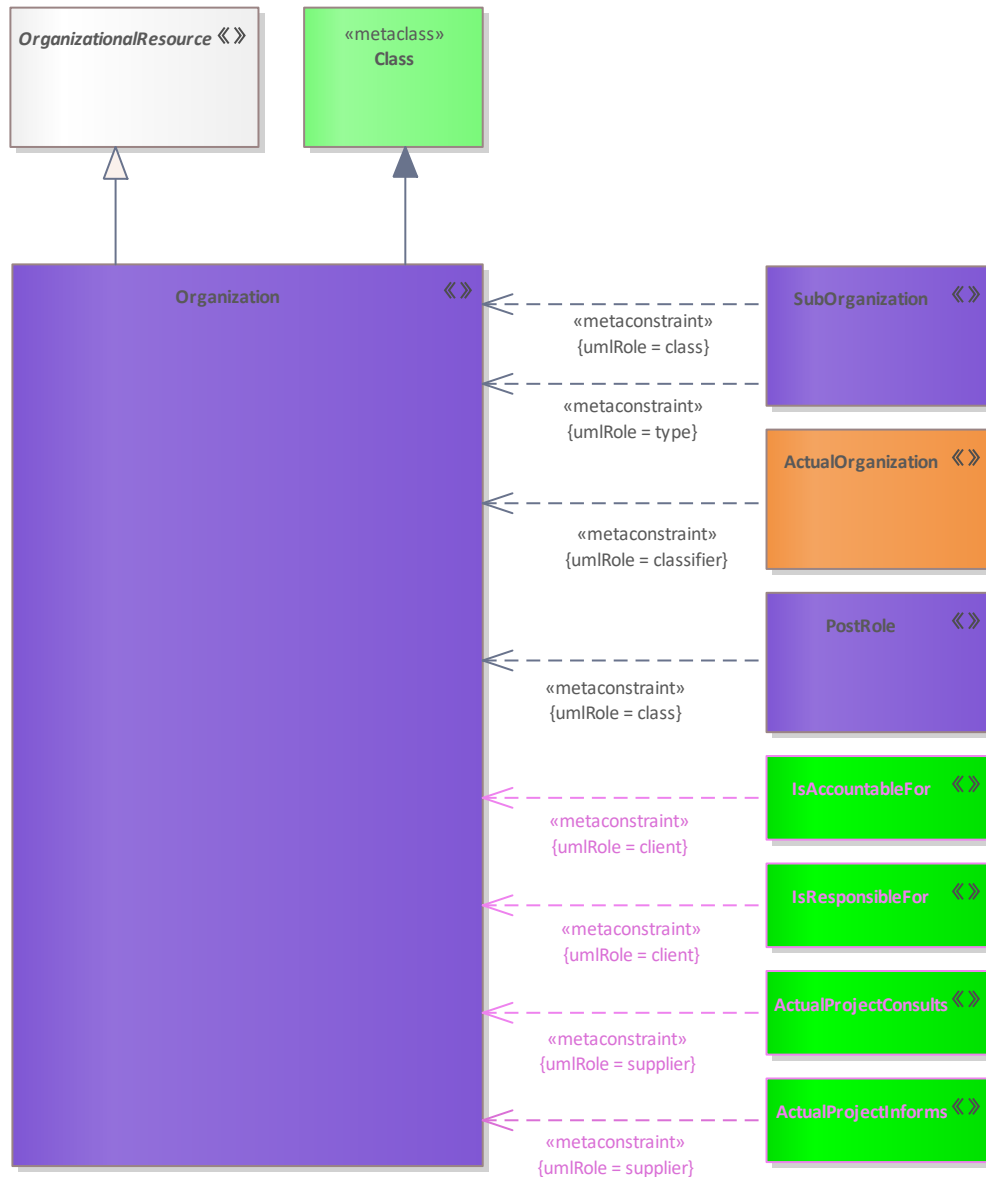 OrganizationalResource «»
«metaclass»
Class
Organization «»
SubOrganization «»
«metaconstraint»
{umlRole = class}
«metaconstraint»
{umlRole = type}
ActualOrganization «»
«metaconstraint»
{umlRole = classifier}
PostRole «»
«metaconstraint»
{umlRole = class}
IsAccountableFor «»
«metaconstraint»
{umlRole = client}
IsResponsibleFor «»
«metaconstraint»
{umlRole = client}
ActualProjectConsults «»
«metaconstraint»
{umlRole = supplier}
ActualProjectInforms «»
«metaconstraint»
{umlRole = supplier}